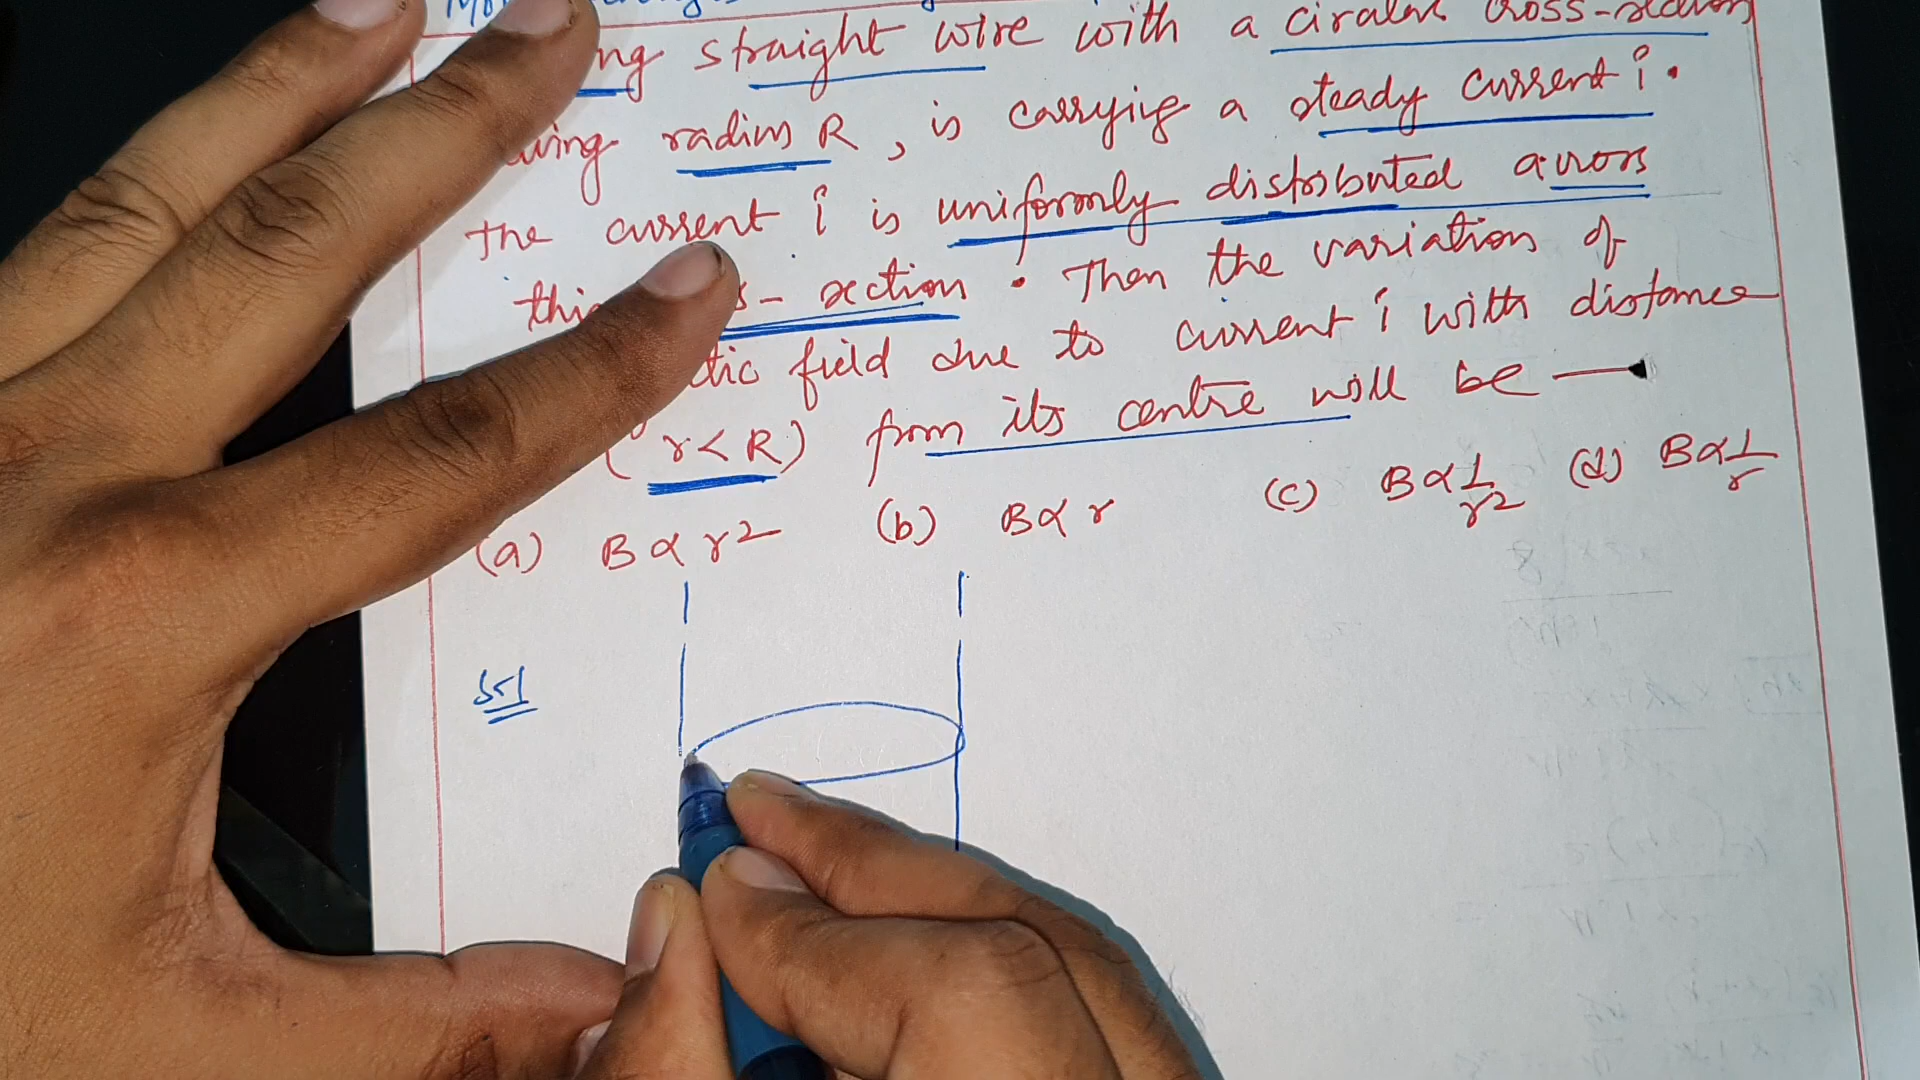 straight wire with a circular cross-section
radius R, is carrying a steady current i.
The current i is uniformly distributed across
this section. Then the variation of
field due to current i with distance
(r<R) from its centre will be —
(a) B ∝ r² (b) B ∝ r (c) B ∝ 1/r² (d) B ∝ 1/r
Sol